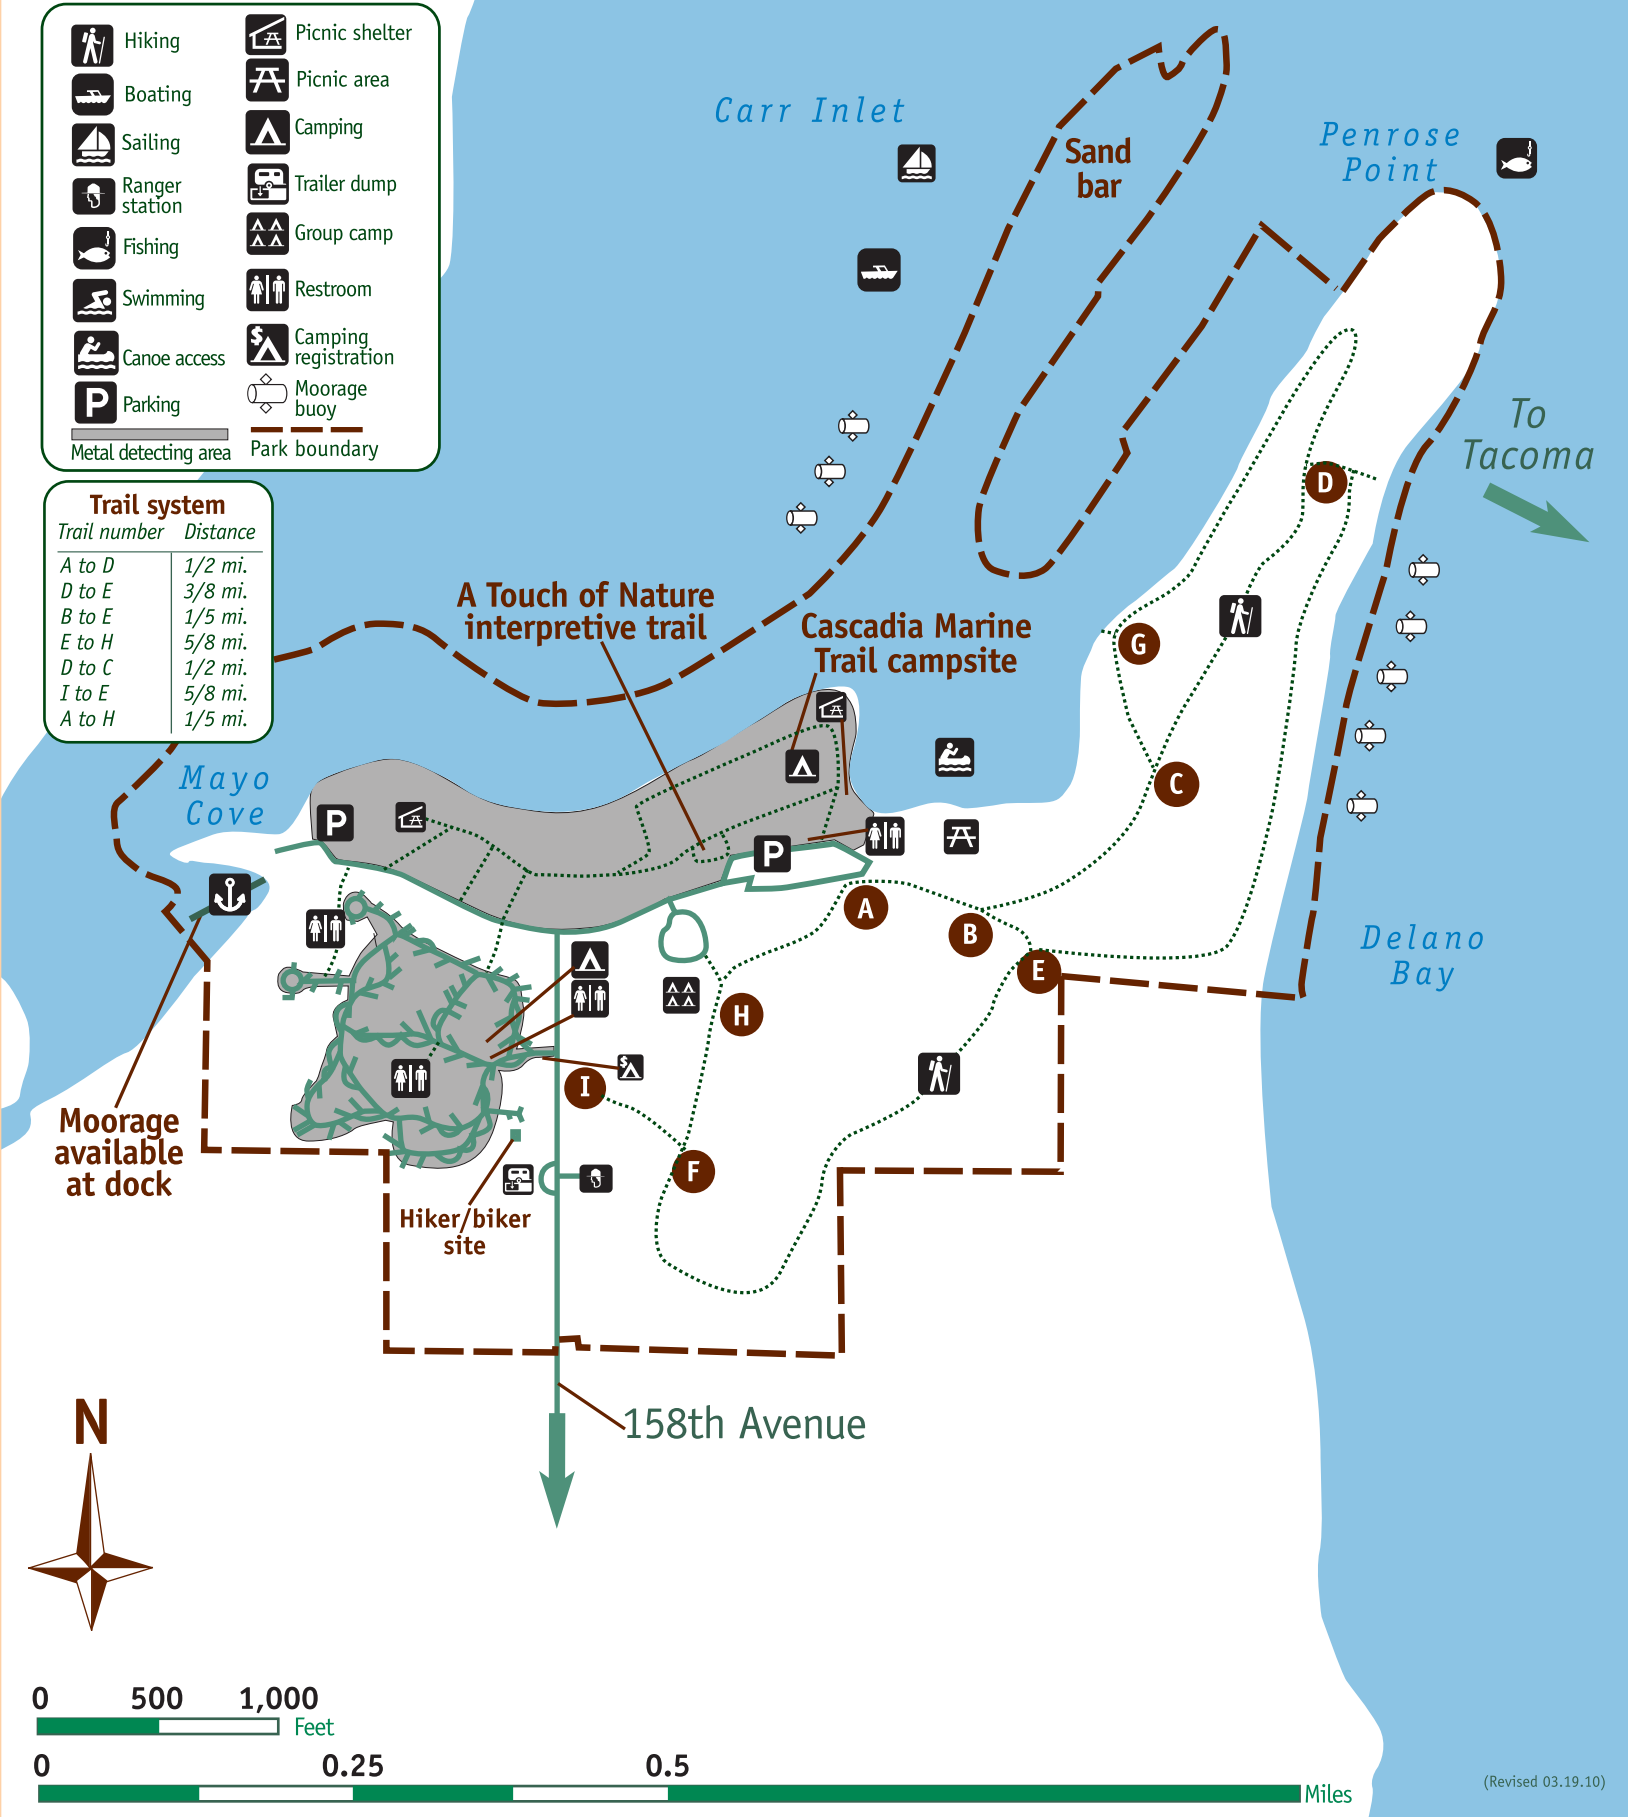 Hiking
Boating
Sailing
Ranger
station
Fishing
Swimming
Canoe access
P
Parking
Metal detecting area
Picnic shelter
Picnic area
Camping
Trailer dump
Group camp
Restroom
$
Camping
registration
Moorage
buoy
Park boundary
Trail system
Trail number Distance
A to D 1/2 mi.
D to E 3/8 mi.
B to E 1/5 mi.
E to H 5/8 mi.
D to C 1/2 mi.
I to E 5/8 mi.
A to H 1/5 mi.
Carr Inlet
Sand
bar
Penrose
Point
To
Tacoma
D
A Touch of Nature
interpretive trail
Cascadia Marine
Trail campsite
G
C
Mayo
Cove
P
P
A
B
E
Delano
Bay
H
$
I
F
Moorage
available
at dock
Hiker/biker
site
158th Avenue
N
0 500 1,000
Feet
0 0.25 0.5
Miles
(Revised 03.19.10)